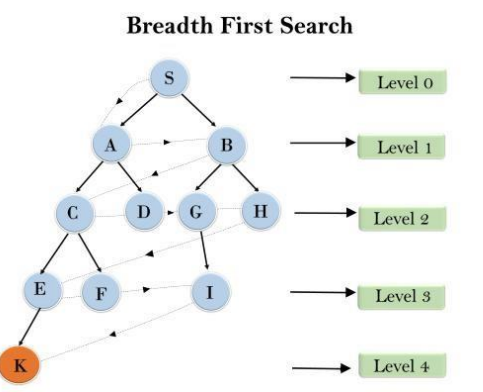 Breadth First Search
S
Level 0
A
B
Level 1
C
D
G
H
Level 2
E
F
I
Level 3
K
Level 4